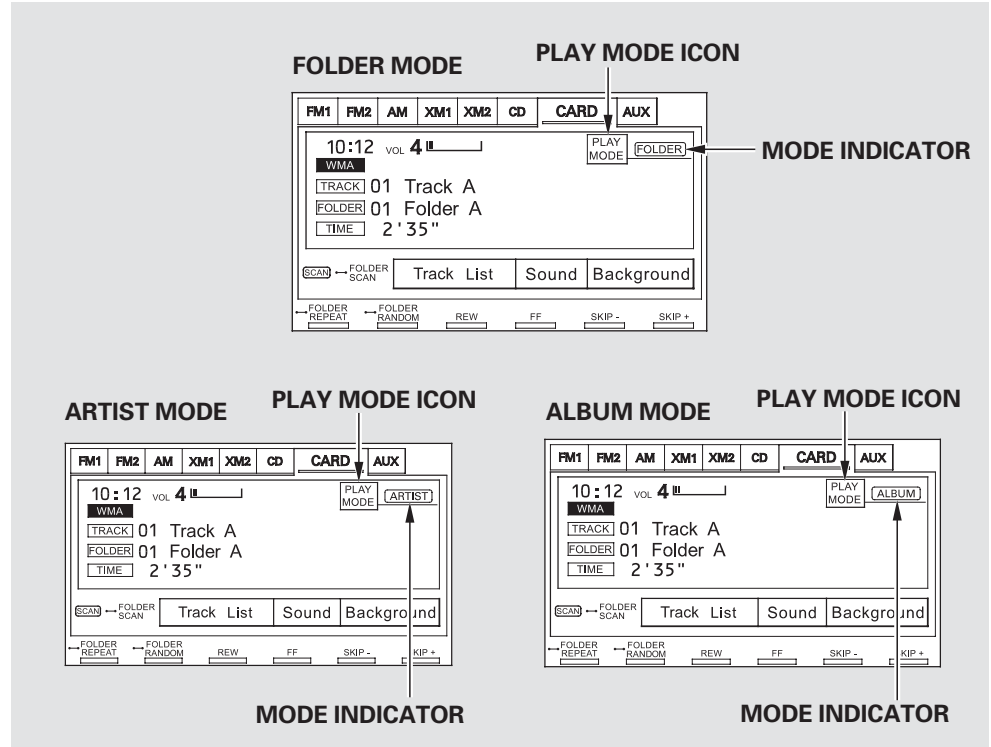 PLAY MODE ICON
FOLDER MODE
FM1 FM2 AM XM1 XM2 CD CARD AUX
10:12 VOL 4 PLAY MODE FOLDER
MODE INDICATOR
WMA
TRACK 01 Track A
FOLDER 01 Folder A
TIME 2'35"
SCAN FOLDER SCAN Track List Sound Background
FOLDER REPEAT FOLDER RANDOM REW FF SKIP - SKIP +
ARTIST MODE
PLAY MODE ICON
FM1 FM2 AM XM1 XM2 CD CARD AUX
10:12 VOL 4 PLAY MODE ARTIST
WMA
TRACK 01 Track A
FOLDER 01 Folder A
TIME 2'35"
SCAN FOLDER SCAN Track List Sound Background
FOLDER REPEAT FOLDER RANDOM REW FF SKIP - KIP +
MODE INDICATOR
ALBUM MODE
PLAY MODE ICON
FM1 FM2 AM XM1 XM2 CD CARD AUX
10:12 VOL 4 PLAY MODE ALBUM
WMA
TRACK 01 Track A
FOLDER 01 Folder A
TIME 2'35"
SCAN FOLDER SCAN Track List Sound Background
FOLDER REPEAT FOLDER RANDOM REW FF SKIP - KIP +
MODE INDICATOR